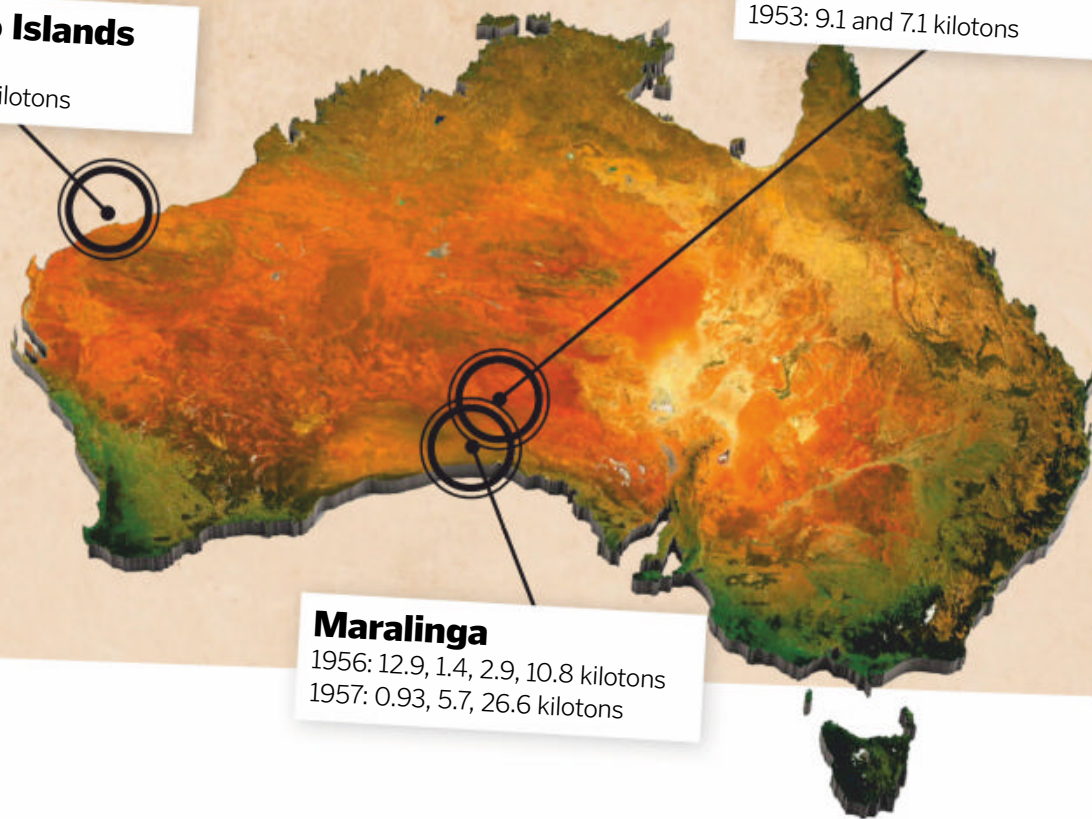 Islands
ilotons
1953: 9.1 and 7.1 kilotons
Maralinga
1956: 12.9, 1.4, 2.9, 10.8 kilotons
1957: 0.93, 5.7, 26.6 kilotons